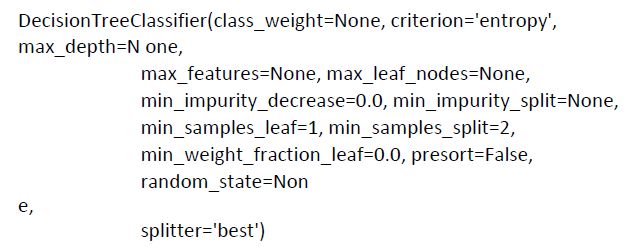 DecisionTreeClassifier(class_weight=None, criterion='entropy',
max_depth=N one,
max_features=None, max_leaf_nodes=None,
min_impurity_decrease=0.0, min_impurity_split=None,
min_samples_leaf=1, min_samples_split=2,
min_weight_fraction_leaf=0.0, presort=False,
random_state=Non
e,
splitter='best')